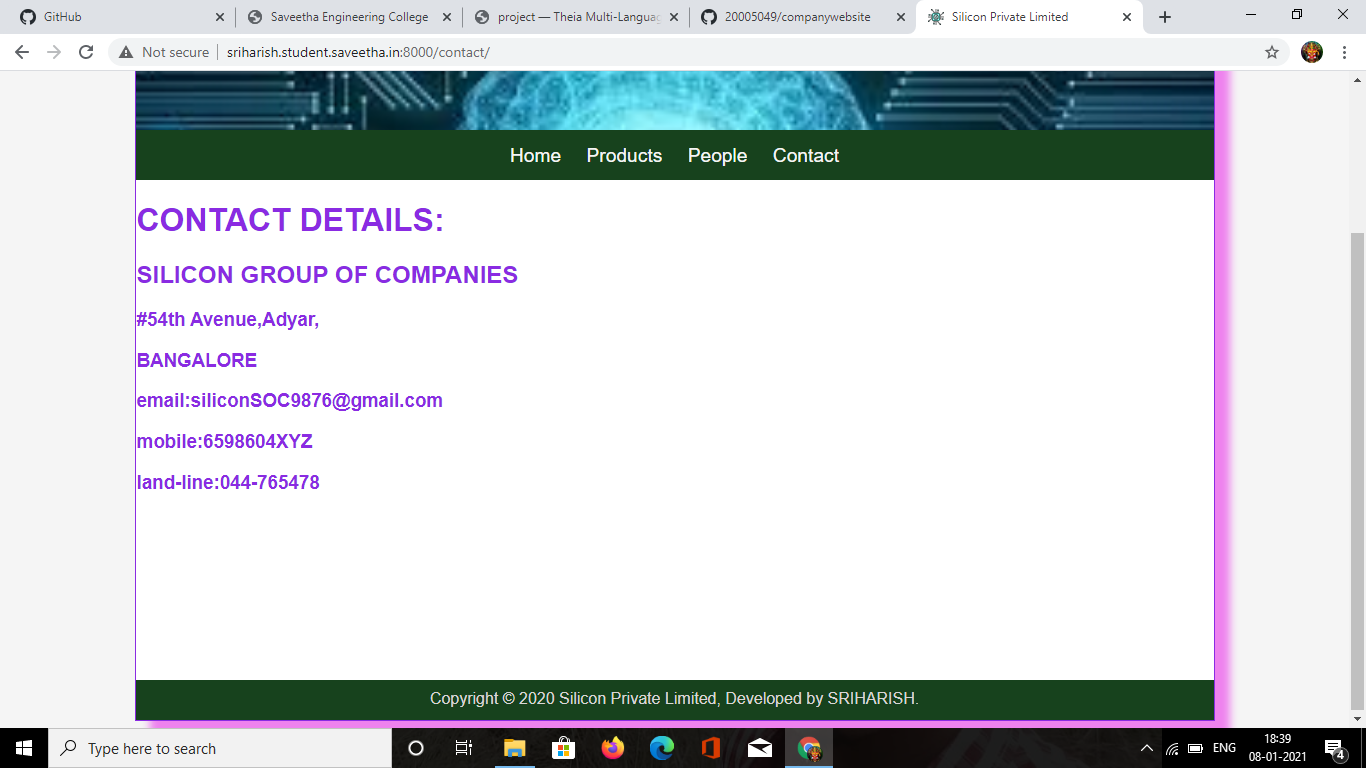 GitHub
Saveetha Engineering College
project — Theia Multi-Languag
20005049/companywebsite
Silicon Private Limited
Not secure
sriharish.student.saveetha.in:8000/contact/
Home Products People Contact
CONTACT DETAILS:
SILICON GROUP OF COMPANIES
#54th Avenue,Adyar,
BANGALORE
email:siliconSOC9876@gmail.com
mobile:6598604XYZ
land-line:044-765478
Copyright © 2020 Silicon Private Limited, Developed by SRIHARISH.
Type here to search
ENG
18:39
08-01-2021
4